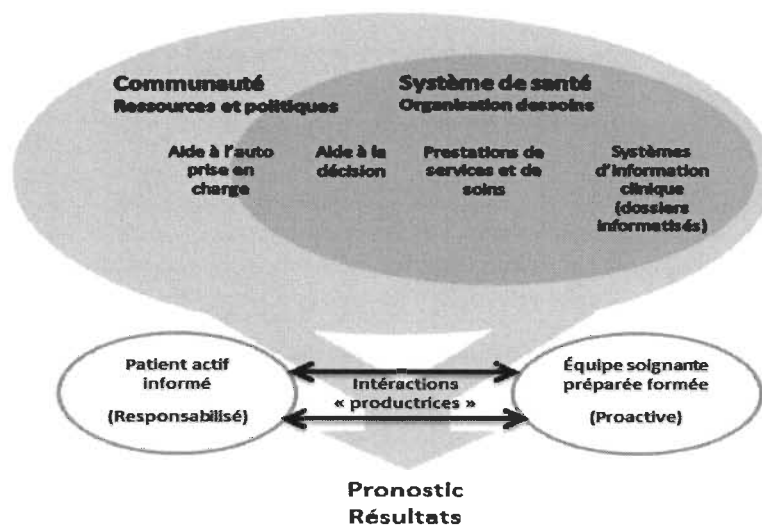 Communauté
Ressources et politiques
Système de santé
Organisation dessoins
Aide à l'auto
prise en
charge
Aide à la
décision
Prestations de
services et de
soins
Systèmes
d'information
clinique
(dossiers
informatisés)
Patient actif
informé
(Responsabilisé)
Intéractions
« productrices »
Équipe soignante
préparée formée
(Proactive)
Pronostic
Résultats